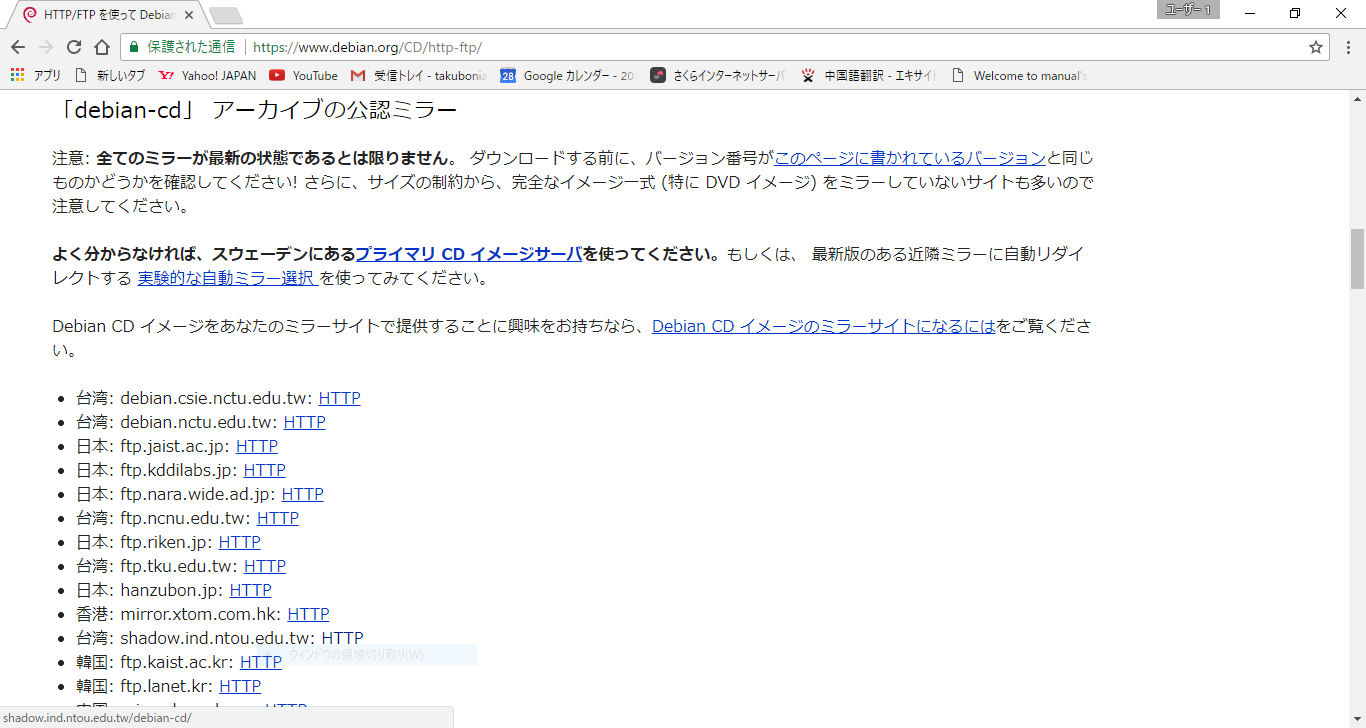 HTTP/FTP を使って Debian
ユーザー 1
保護された通信 https://www.debian.org/CD/http-ftp/
アプリ 新しいタブ Yahoo! JAPAN YouTube 受信トレイ - takubonia 28 Google カレンダー - 20 さくらインターネットサーバ 中国語翻訳 - エキサイト Welcome to manual's
「debian-cd」 アーカイブの公認ミラー
注意: 全てのミラーが最新の状態であるとは限りません。 ダウンロードする前に、バージョン番号がこのページに書かれているバージョンと同じ
ものかどうかを確認してください! さらに、サイズの制約から、完全なイメージ一式 (特に DVD イメージ) をミラーしていないサイトも多いので
注意してください。
よく分からなければ、スウェーデンにあるプライマリ CD イメージサーバを使ってください。もしくは、 最新版のある近隣ミラーに自動リダイ
レクトする 実験的な自動ミラー選択 を使ってみてください。
Debian CD イメージをあなたのミラーサイトで提供することに興味をお持ちなら、Debian CD イメージのミラーサイトになるにはをご覧くださ
い。
台湾: debian.csie.nctu.edu.tw: HTTP
台湾: debian.nctu.edu.tw: HTTP
日本: ftp.jaist.ac.jp: HTTP
日本: ftp.kddilabs.jp: HTTP
日本: ftp.nara.wide.ad.jp: HTTP
台湾: ftp.ncnu.edu.tw: HTTP
日本: ftp.riken.jp: HTTP
台湾: ftp.tku.edu.tw: HTTP
日本: hanzubon.jp: HTTP
香港: mirror.xtom.com.hk: HTTP
台湾: shadow.ind.ntou.edu.tw: HTTP
ウィンドウの領域切り取り(W)
韓国: ftp.kaist.ac.kr: HTTP
韓国: ftp.lanet.kr: HTTP
shadow.ind.ntou.edu.tw/debian-cd/